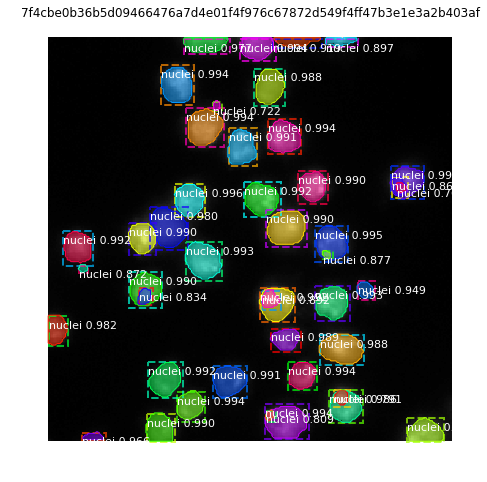 7f4cbe0b36b5d09466476a7d4e01f4f976c67872d549f4ff47b3e1e3a2b403af
nuclei 0.977
nuclei 0.994
0.919
nuclei 0.897
nuclei 0.994
nuclei 0.988
nuclei 0.722
nuclei 0.994
nuclei 0.994
nuclei 0.991
nuclei 0.990
nuclei 0.99
nuclei 0.86
nuclei 0.7
nuclei 0.996
nuclei 0.992
nuclei 0.980
nuclei 0.990
nuclei 0.990
nuclei 0.992
nuclei 0.995
nuclei 0.993
nuclei 0.877
nuclei 0.872
nuclei 0.990
nuclei 0.834
nuclei
nuclei 0.892
nuclei 0.993
nuclei 0.949
nuclei 0.982
nuclei 0.989
nuclei 0.988
nuclei 0.992
nuclei 0.991
nuclei 0.994
nuclei 0.994
nuclei 0.994
nuclei 0.809
nuclei
nuclei 0.990
nuclei 0
nuclei 0.966